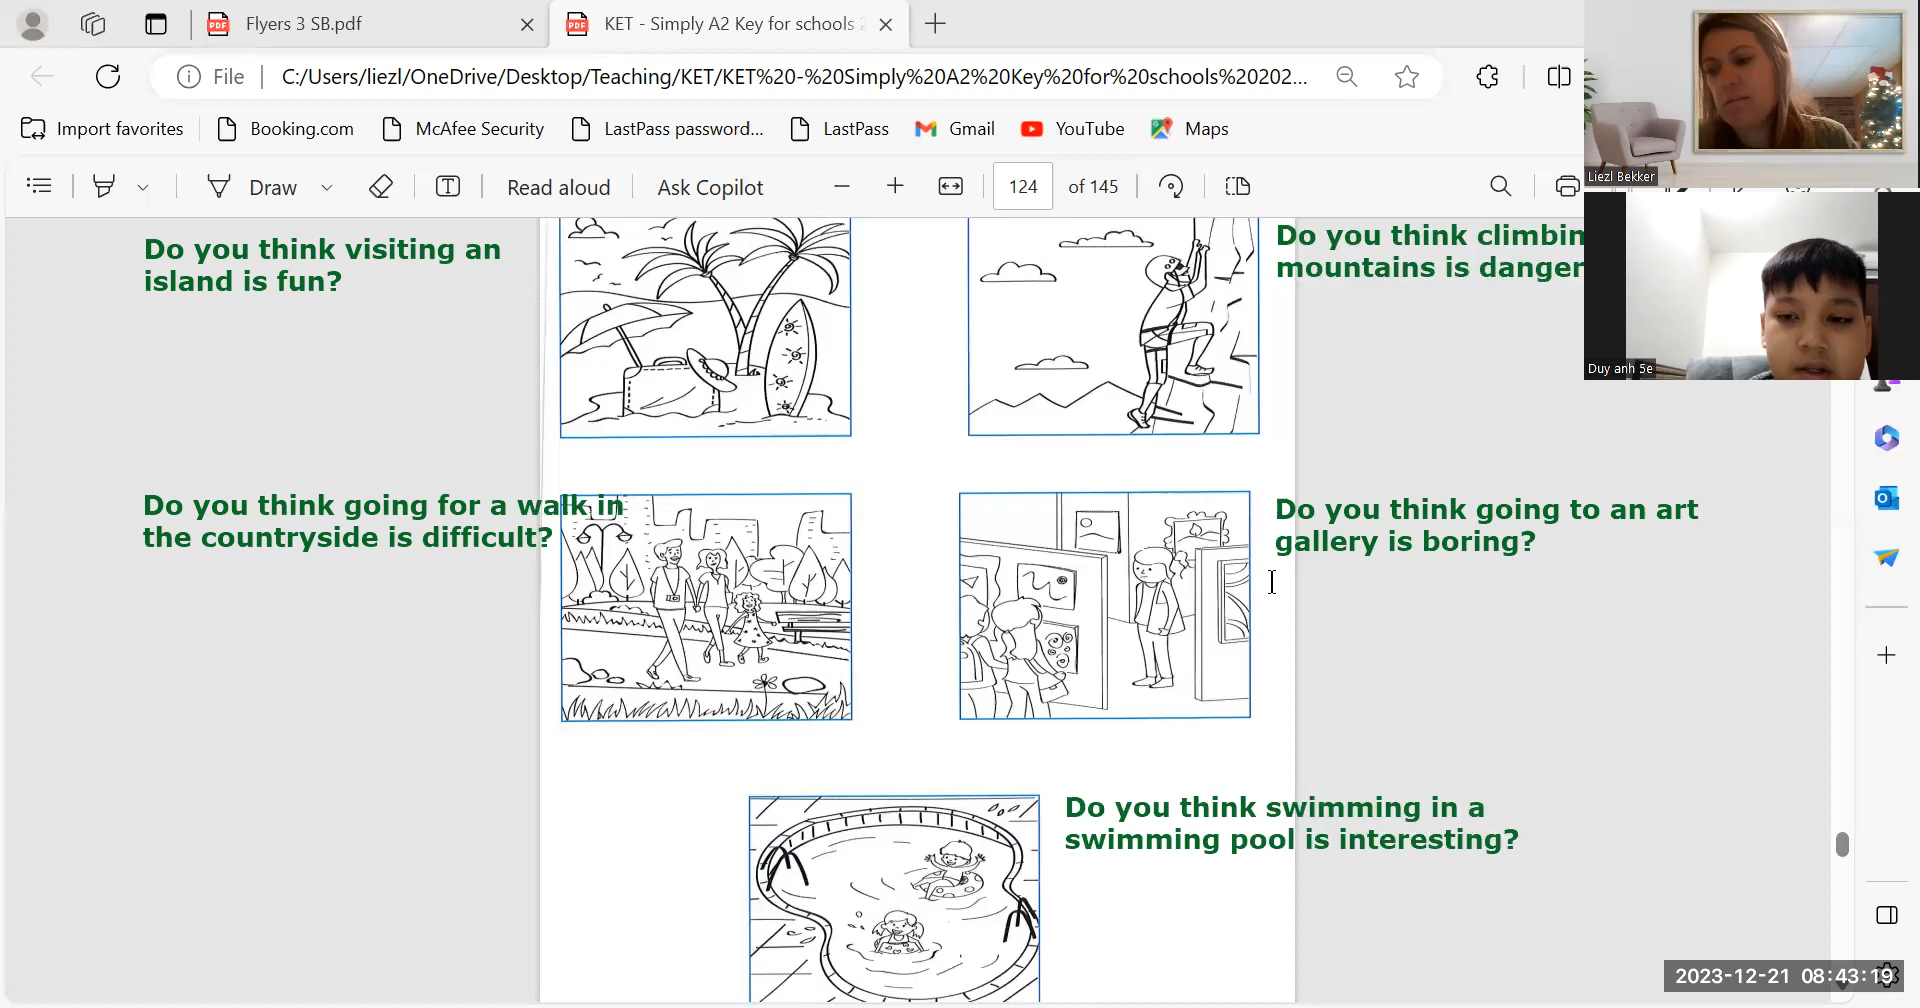 Flyers 3 SB.pdf
KET - Simply A2 Key for schools 2
File
C:/Users/liezl/OneDrive/Desktop/Teaching/KET/KET%20-%20Simply%20A2%20Key%20for%20schools%20202...
Import favorites
Booking.com
McAfee Security
LastPass password...
LastPass
Gmail
YouTube
Maps
Draw
Read aloud
Ask Copilot
124
of 145
Liezl Bekker
Duy anh 5e
Do you think visiting an
island is fun?
Do you think climbin
mountains is danger
Do you think going for a walk in
the countryside is difficult?
Do you think going to an art
gallery is boring?
Do you think swimming in a
swimming pool is interesting?
2023-12-21 08:43:19